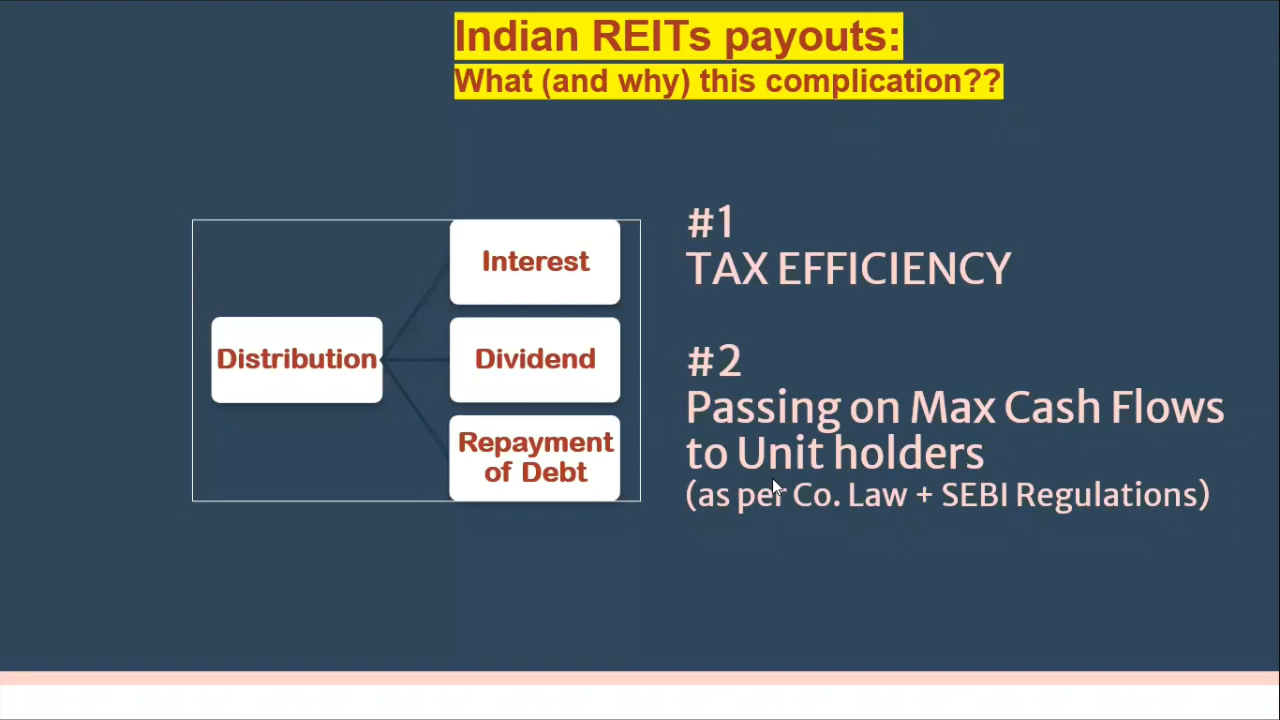 Indian REITs payouts:
What (and why) this complication??
Distribution
Interest
Dividend
Repayment
of Debt
#1
TAX EFFICIENCY
#2
Passing on Max Cash Flows
to Unit holders
(as per Co. Law + SEBI Regulations)